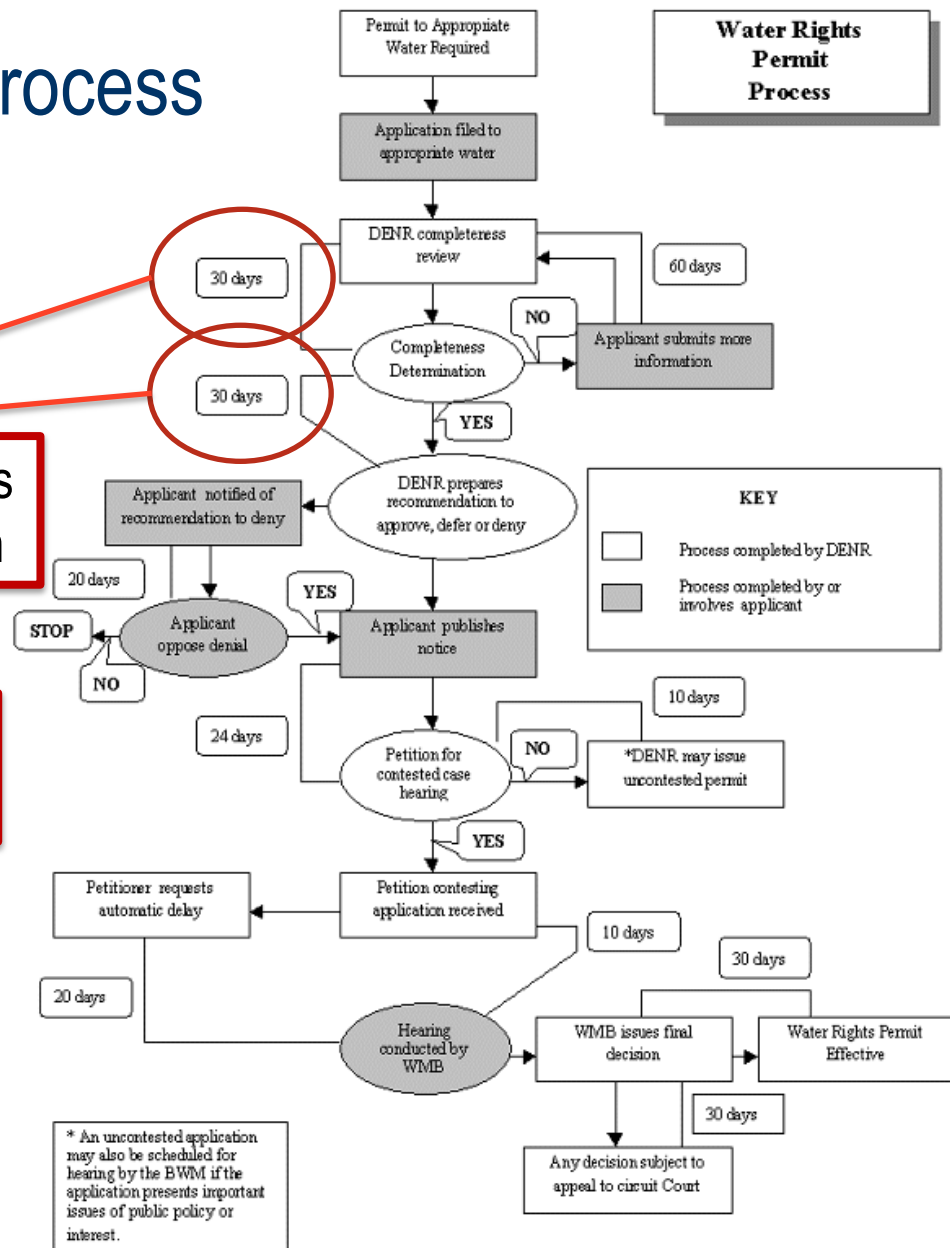 rocess
Water Rights
Permit
Process
Permit to Appropriate
Water Required
Application filed to
appropriate water
DENR completeness
review
30 days
60 days
NO
Completeness
Determination
Applicant submits more
information
30 days
YES
s
n
DENR prepares
recommendation to
approve, defer or deny
Applicant notified of
recommendation to deny
KEY
Process completed by DENR
Process completed by or
involves applicant
20 days
YES
STOP
Applicant
oppose denial
Applicant publishes
notice
NO
24 days
10 days
Petition for
contested case
hearing
NO
*DENR may issue
uncontested permit
YES
Petitioner requests
automatic delay
Petition contesting
application received
10 days
30 days
20 days
Hearing
conducted by
WMB
WMB issues final
decision
Water Rights Permit
Effective
30 days
Any decision subject to
appeal to circuit Court
* An uncontested application
may also be scheduled for
hearing by the BWM if the
application presents important
issues of public policy or
interest.